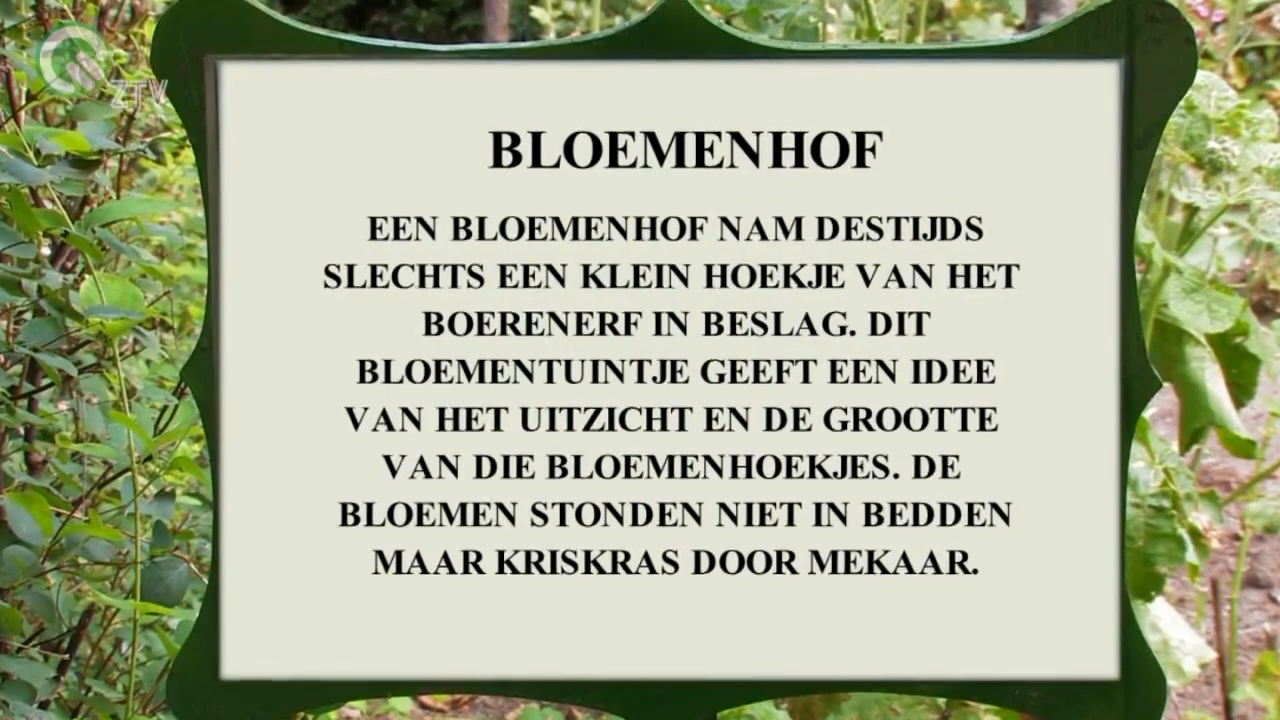 ZTV
BLOEMENHOF
EEN BLOEMENHOF NAM DESTIJDS
SLECHTS EEN KLEIN HOEKJE VAN HET
BOERENERF IN BESLAG. DIT
BLOEMENTUINTJE GEEFT EEN IDEE
VAN HET UITZICHT EN DE GROOTTE
VAN DIE BLOEMENHOEKJES. DE
BLOEMEN STONDEN NIET IN BEDDEN
MAAR KRISKRAS DOOR MEKAAR.